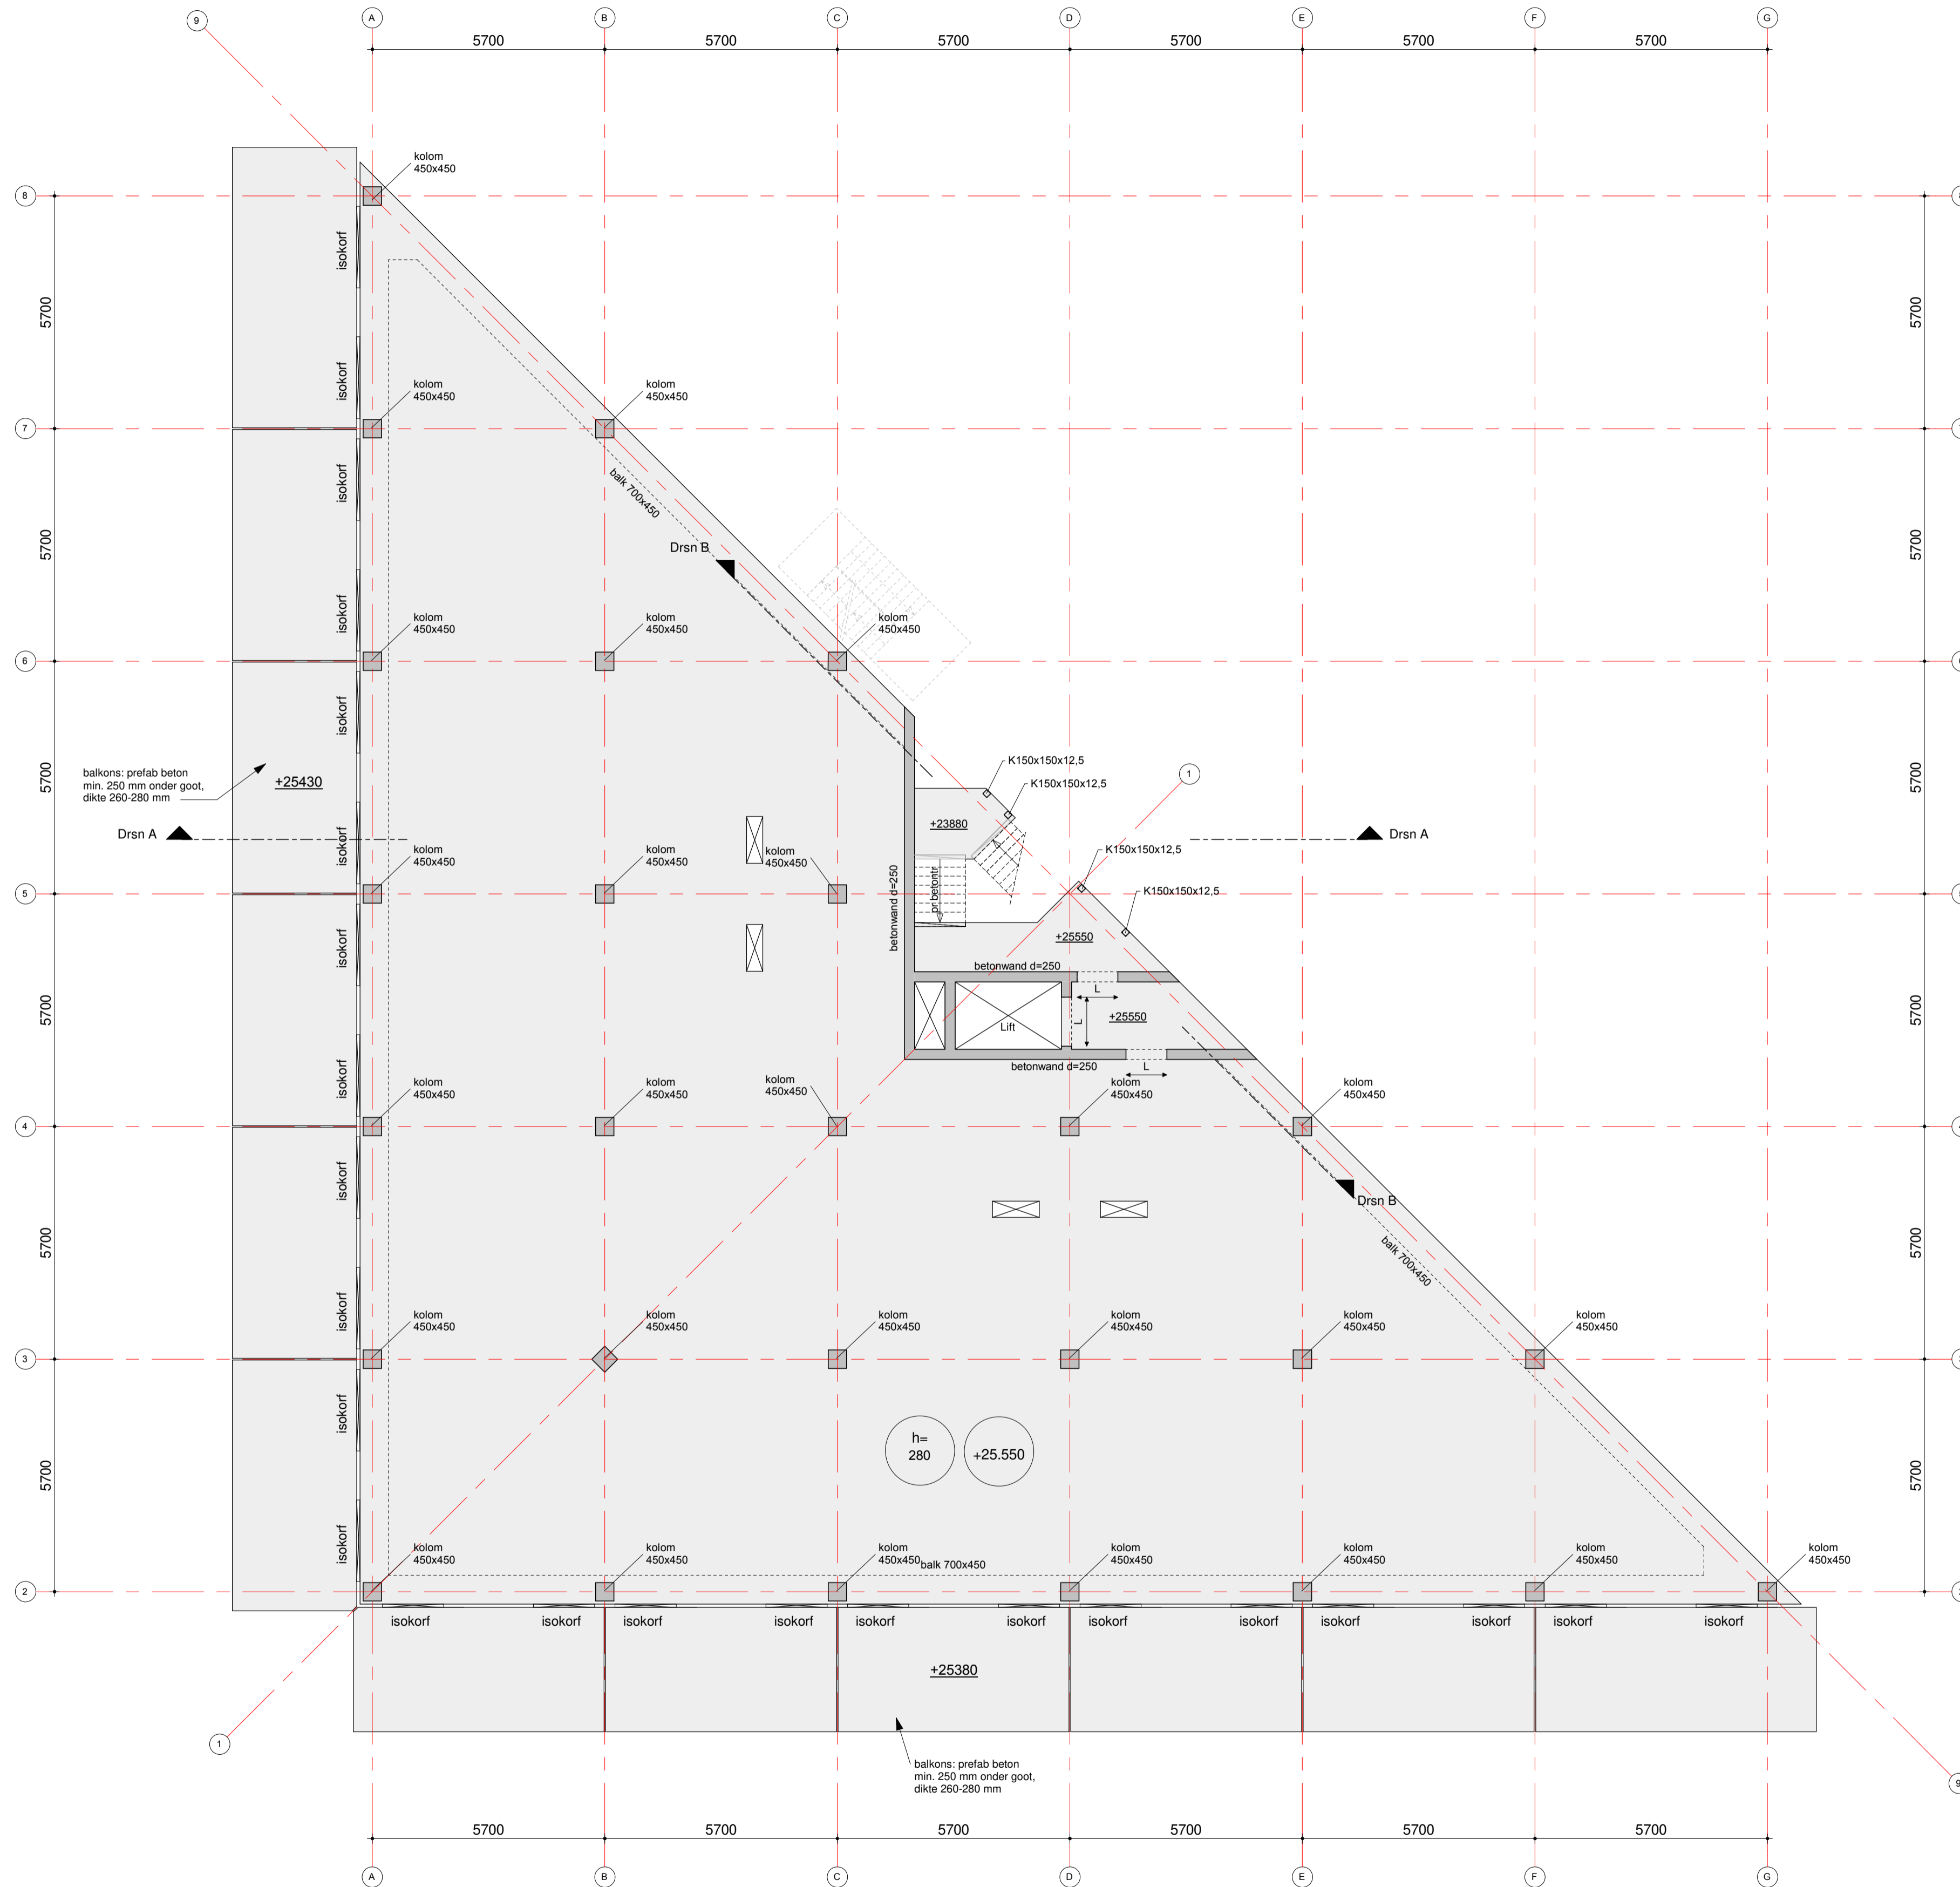 9
A
B
C
D
E
F
G
5700
5700
5700
5700
5700
5700
kolom
450x450
8
isokorf
5700
5700
isokorf
kolom
450x450
kolom
450x450
7
isokorf
balk 700x450
Drsn B
5700
5700
isokorf
kolom
450x450
kolom
450x450
kolom
450x450
6
isokorf
K150x150x12,5
1
K150x150x12,5
balkons: prefab beton
min. 250 mm onder goot,
dikte 260-280 mm
+25430
5700
5700
+23880
Drsn A
Drsn A
isokorf
kolom
450x450
kolom
450x450
kolom
450x450
K150x150x12,5
5
betonwand d=250
pr betontr
K150x150x12,5
isokorf
+25550
betonwand d=250
L
5700
5700
+25550
L
Lift
betonwand d=250
L
isokorf
kolom
450x450
kolom
450x450
kolom
450x450
kolom
450x450
kolom
450x450
4
isokorf
Drsn B
5700
5700
balk 700x450
isokorf
kolom
450x450
kolom
450x450
kolom
450x450
kolom
450x450
kolom
450x450
kolom
450x450
3
isokorf
h=
280
+25.550
5700
5700
isokorf
kolom
450x450
kolom
450x450
kolom
450x450
balk 700x450
kolom
450x450
kolom
450x450
kolom
450x450
kolom
450x450
2
isokorf
isokorf
isokorf
isokorf
isokorf
isokorf
isokorf
isokorf
isokorf
isokorf
isokorf
isokorf
+25380
1
balkons: prefab beton
min. 250 mm onder goot,
dikte 260-280 mm
5700
5700
5700
5700
5700
5700
A
B
C
D
E
F
G